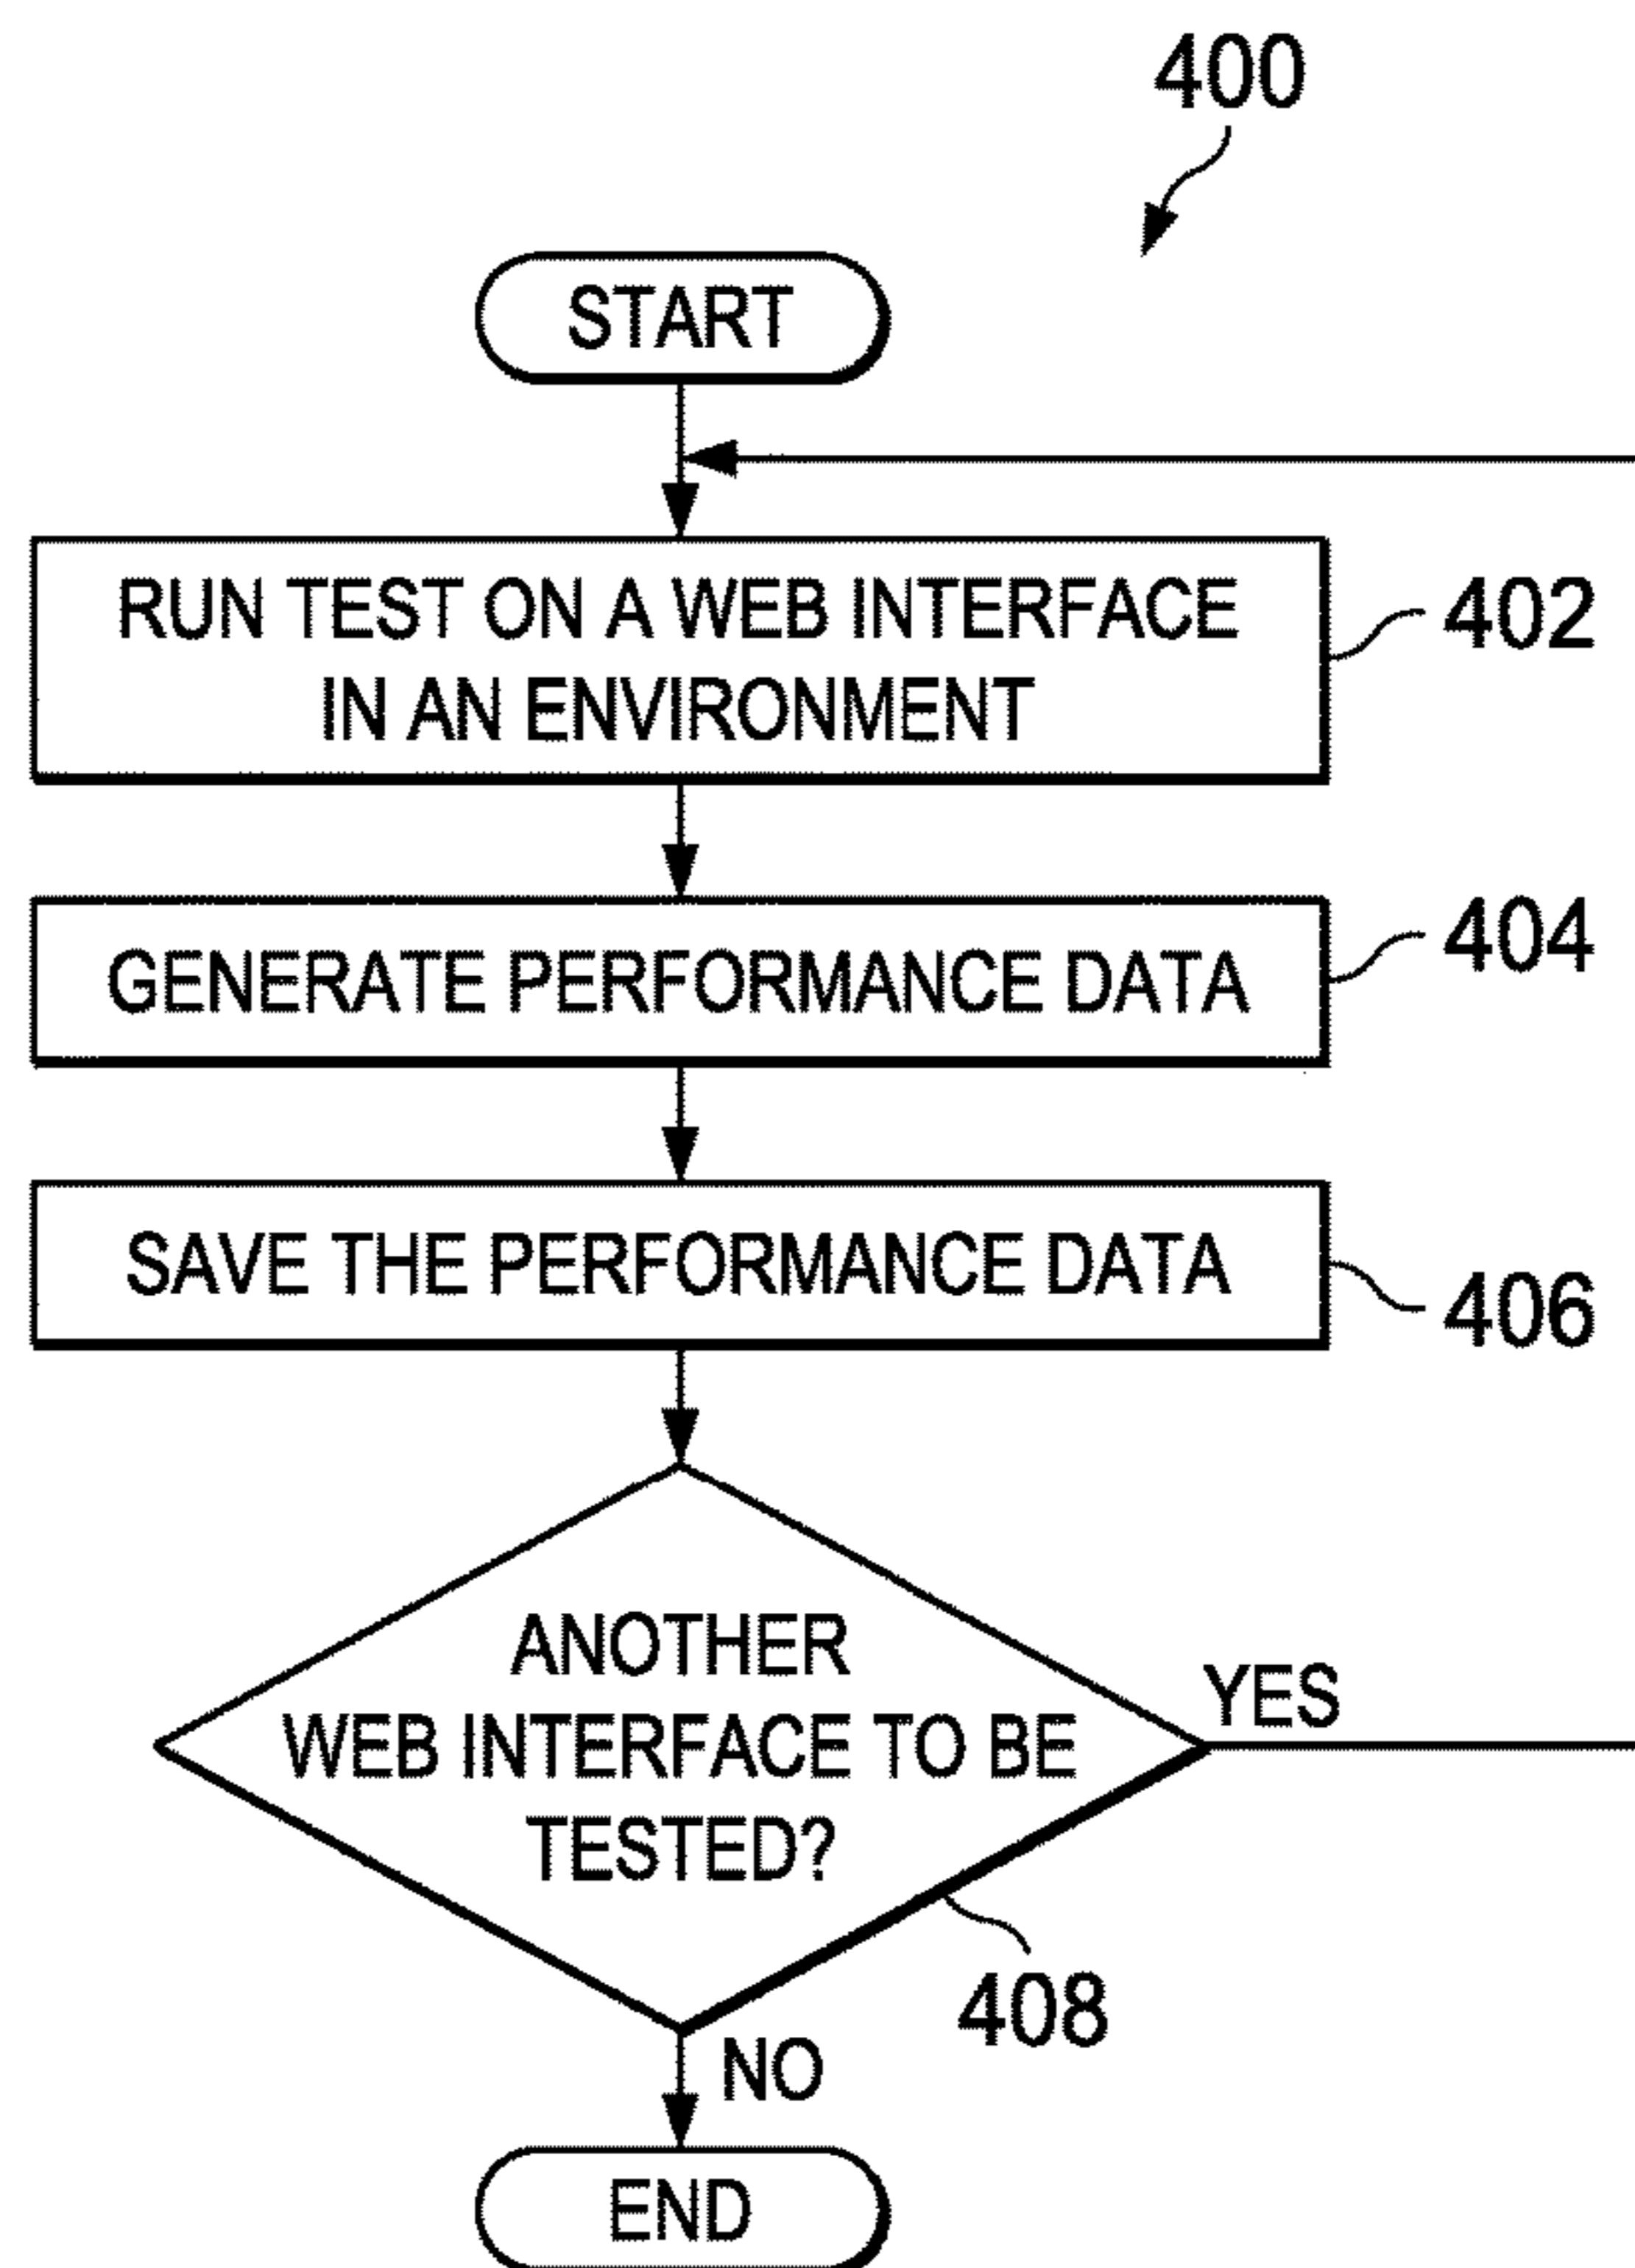 400
START
RUN TEST ON A WEB INTERFACE
IN AN ENVIRONMENT
402
GENERATE PERFORMANCE DATA
404
SAVE THE PERFORMANCE DATA
406
ANOTHER
WEB INTERFACE TO BE
TESTED?
YES
408
NO
END